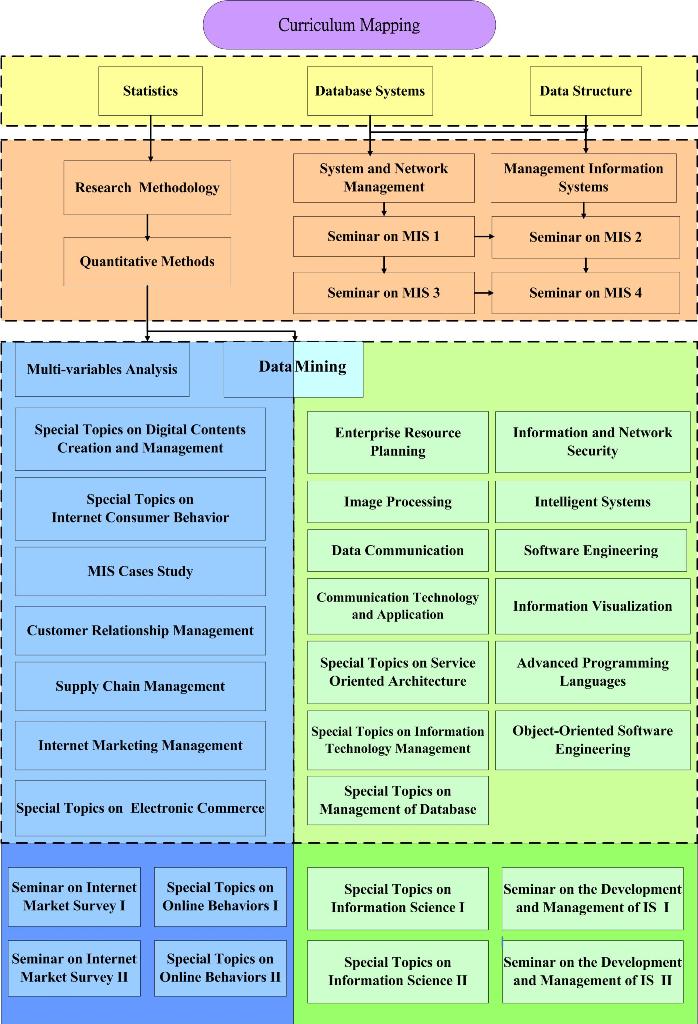 Curriculum Mapping
Statistics
Database Systems
Data Structure
Research Methodology
Quantitative Methods
System and Network
Management
Management Information
Systems
Seminar on MIS 1
Seminar on MIS 2
Seminar on MIS 3
Seminar on MIS 4
Multi-variables Analysis
Data Mining
Special Topics on Digital Contents
Creation and Management
Special Topics on
Internet Consumer Behavior
MIS Cases Study
Customer Relationship Management
Supply Chain Management
Internet Marketing Management
Special Topics on Electronic Commerce
Enterprise Resource
Planning
Information and Network
Security
Image Processing
Intelligent Systems
Data Communication
Software Engineering
Communication Technology
and Application
Information Visualization
Special Topics on Service
Oriented Architecture
Advanced Programming
Languages
Special Topics on Information
Technology Management
Object-Oriented Software
Engineering
Special Topics on
Management of Database
Seminar on Internet
Market Survey I
Special Topics on
Online Behaviors I
Seminar on Internet
Market Survey II
Special Topics on
Online Behaviors II
Special Topics on
Information Science I
Seminar on the Development
and Management of IS I
Special Topics on
Information Science II
Seminar on the Development
and Management of IS II